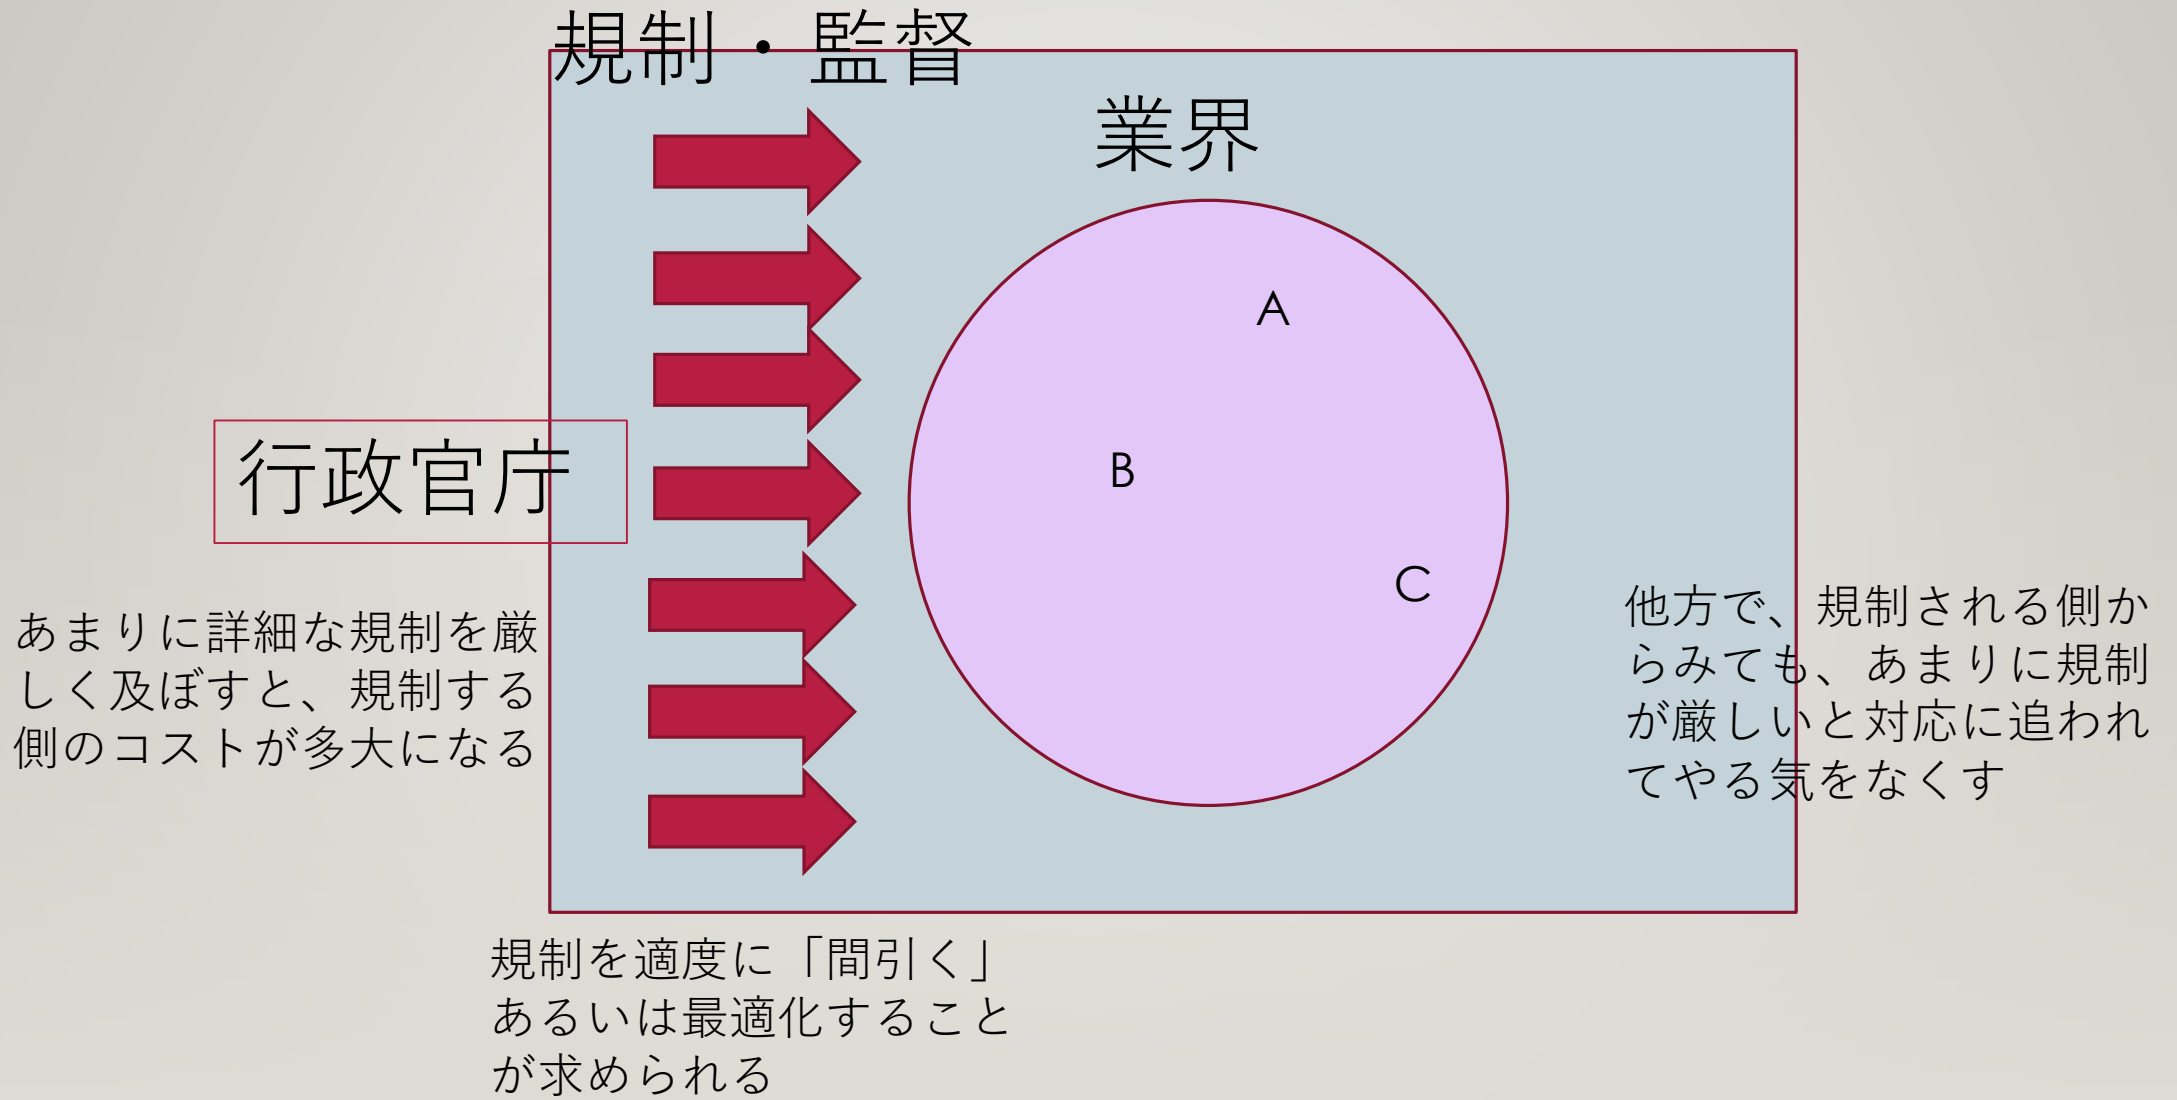 規制・監督
業界
A
B
C
行政官庁
あまりに詳細な規制を厳
しく及ぼすと、規制する
側のコストが多大になる
他方で、規制される側か
らみても、あまりに規制
が厳しいと対応に追われ
てやる気をなくす
規制を適度に「間引く」
あるいは最適化すること
が求められる